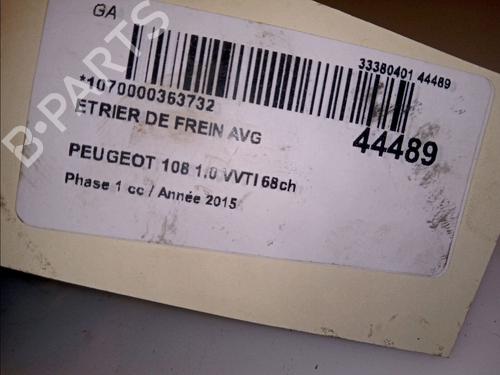 GA
33380401 44489
*1070000363732
ETRIER DE FREIN AVG
44489
PEUGEOT 108 1.0 VVTI 68ch
Phase 1 cc / Année 2015
B-PARTS